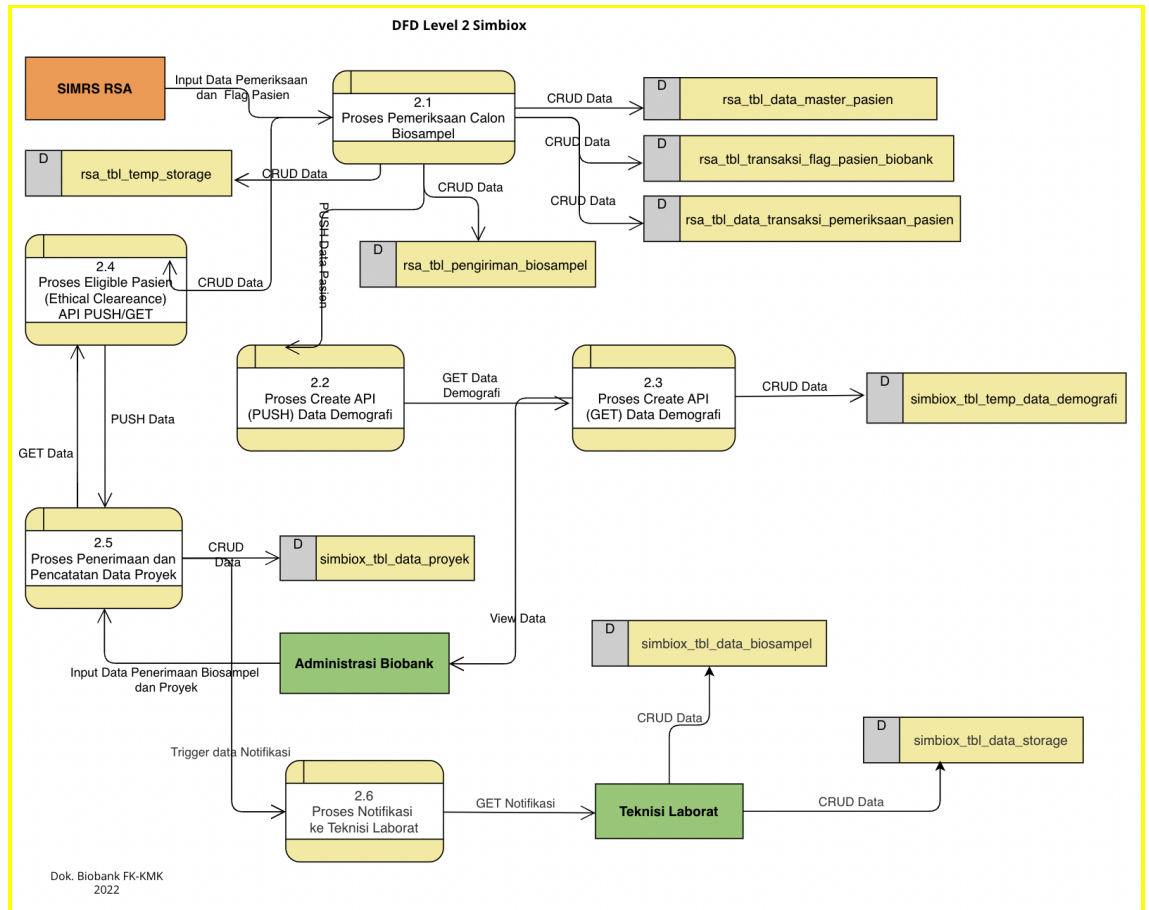 DFD Level 2 Simbiox
SIMRS RSA
Input Data Pemeriksaan
dan Flag Pasien
2.1
Proses Pemeriksaan Calon
Biosampel
CRUD Data
D
rsa_tbl_data_master_pasien
CRUD Data
D
rsa_tbl_transaksi_flag_pasien_biobank
CRUD Data
D
rsa_tbl_data_transaksi_pemeriksaan_pasien
D
rsa_tbl_temp_storage
CRUD Data
CRUD Data
PUSH Data Pasien
D
rsa_tbl_pengiriman_biosampel
2.4
Proses Eligible Pasien
(Ethical Cleareance)
API PUSH/GET
CRUD Data
2.2
Proses Create API
(PUSH) Data Demografi
GET Data
Demografi
2.3
Proses Create API
(GET) Data Demografi
CRUD Data
D
simbiox_tbl_temp_data_demografi
PUSH Data
GET Data
2.5
Proses Penerimaan dan
Pencatatan Data Proyek
CRUD
Data
D
simbiox_tbl_data_proyek
View Data
Administrasi Biobank
Input Data Penerimaan Biosampel
dan Proyek
D
simbiox_tbl_data_biosampel
CRUD Data
D
simbiox_tbl_data_storage
Trigger data Notifikasi
2.6
Proses Notifikasi
ke Teknisi Laborat
GET Notifikasi
Teknisi Laborat
CRUD Data
Dok. Biobank FK-KMK
2022